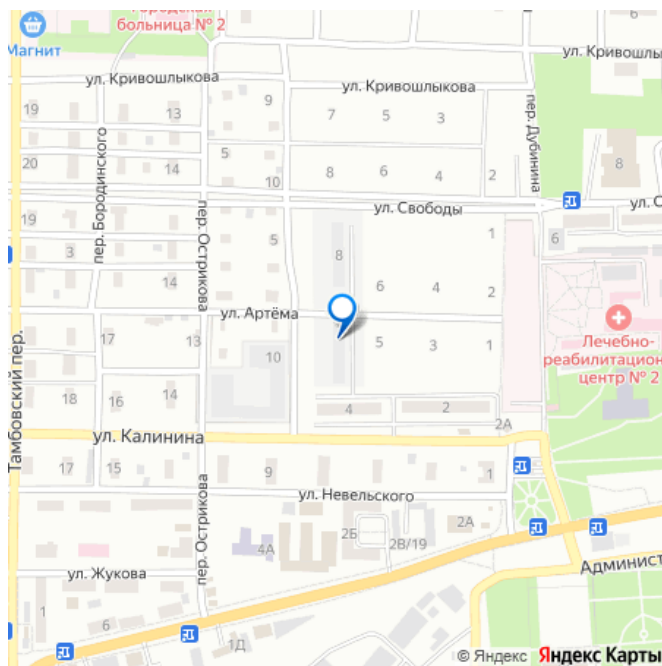 Городская
больница № 2
Магнит
ул. Кривошлыкова
ул. Кривошлыкова
ул. Кривошлыкова
6
19
13
9
7
5
3
пер. Бородинского
пер. Дубинина
8
20
14
5
10
8
6
4
2
ул. Свободы
ул. С
19
3
пер. Острикова
5
8
1
6
6
4
2
ул. Артёма
17
13
10
5
3
1
Лечебно-
реабилитацион
центр № 2
18
16
14
4
2
2А
Тамбовский пер.
ул. Калинина
17
15
9
1
ул. Невельского
пер. Острикова
2А
2Б
2В/19
4А
ул. Жукова
Админист
1
6
1Д
© Яндекс Яндекс Карты